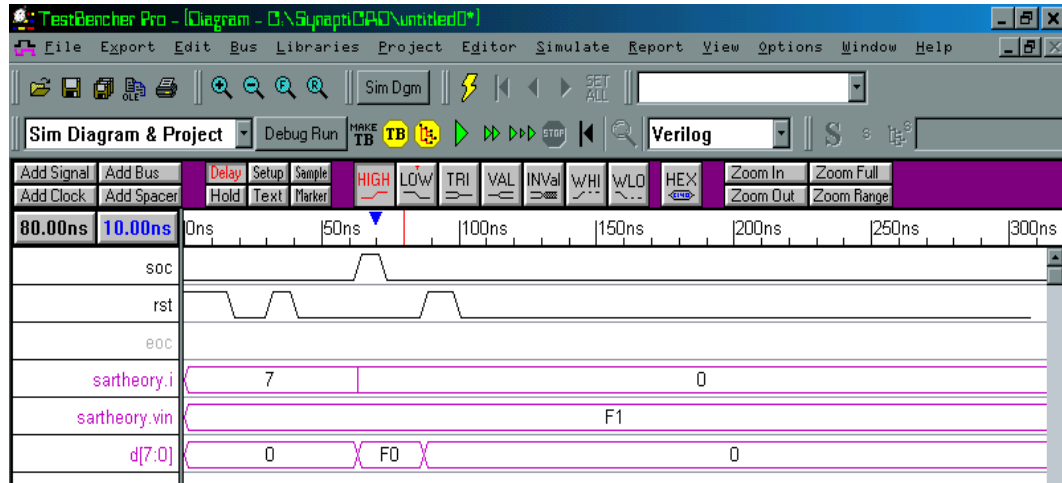 TestBencher Pro - [Diagram - C:\SynaptiCAD\untitled0*]
File Export Edit Bus Libraries Project Editor Simulate Report View Options Window Help
OLE F R Sim Dgm SET ALL
Sim Diagram & Project Debug Run MAKE TB TB STOP Verilog S s S
Add Signal Add Bus Delay Setup Sample HIGH LOW TRI VAL INVal WHI WLO HEX Zoom In Zoom Full
Add Clock Add Spacer Hold Text Marker Zoom Out Zoom Range
80.00ns 10.00ns 0ns 50ns 100ns 150ns 200ns 250ns 300ns
soc
rst
eoc
sartheory.i 7 0
sartheory.vin F1
d[7:0] 0 F0 0